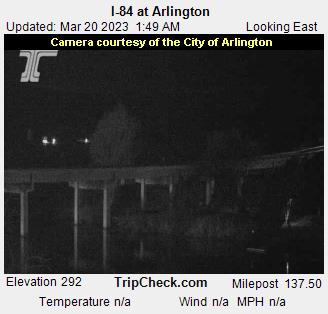 I-84 at Arlington
Updated: Mar 20 2023 1:49 AM Looking East
Camera courtesy of the City of Arlington
Elevation 292 TripCheck.com Milepost 137.50
Temperature n/a Wind n/a MPH n/a